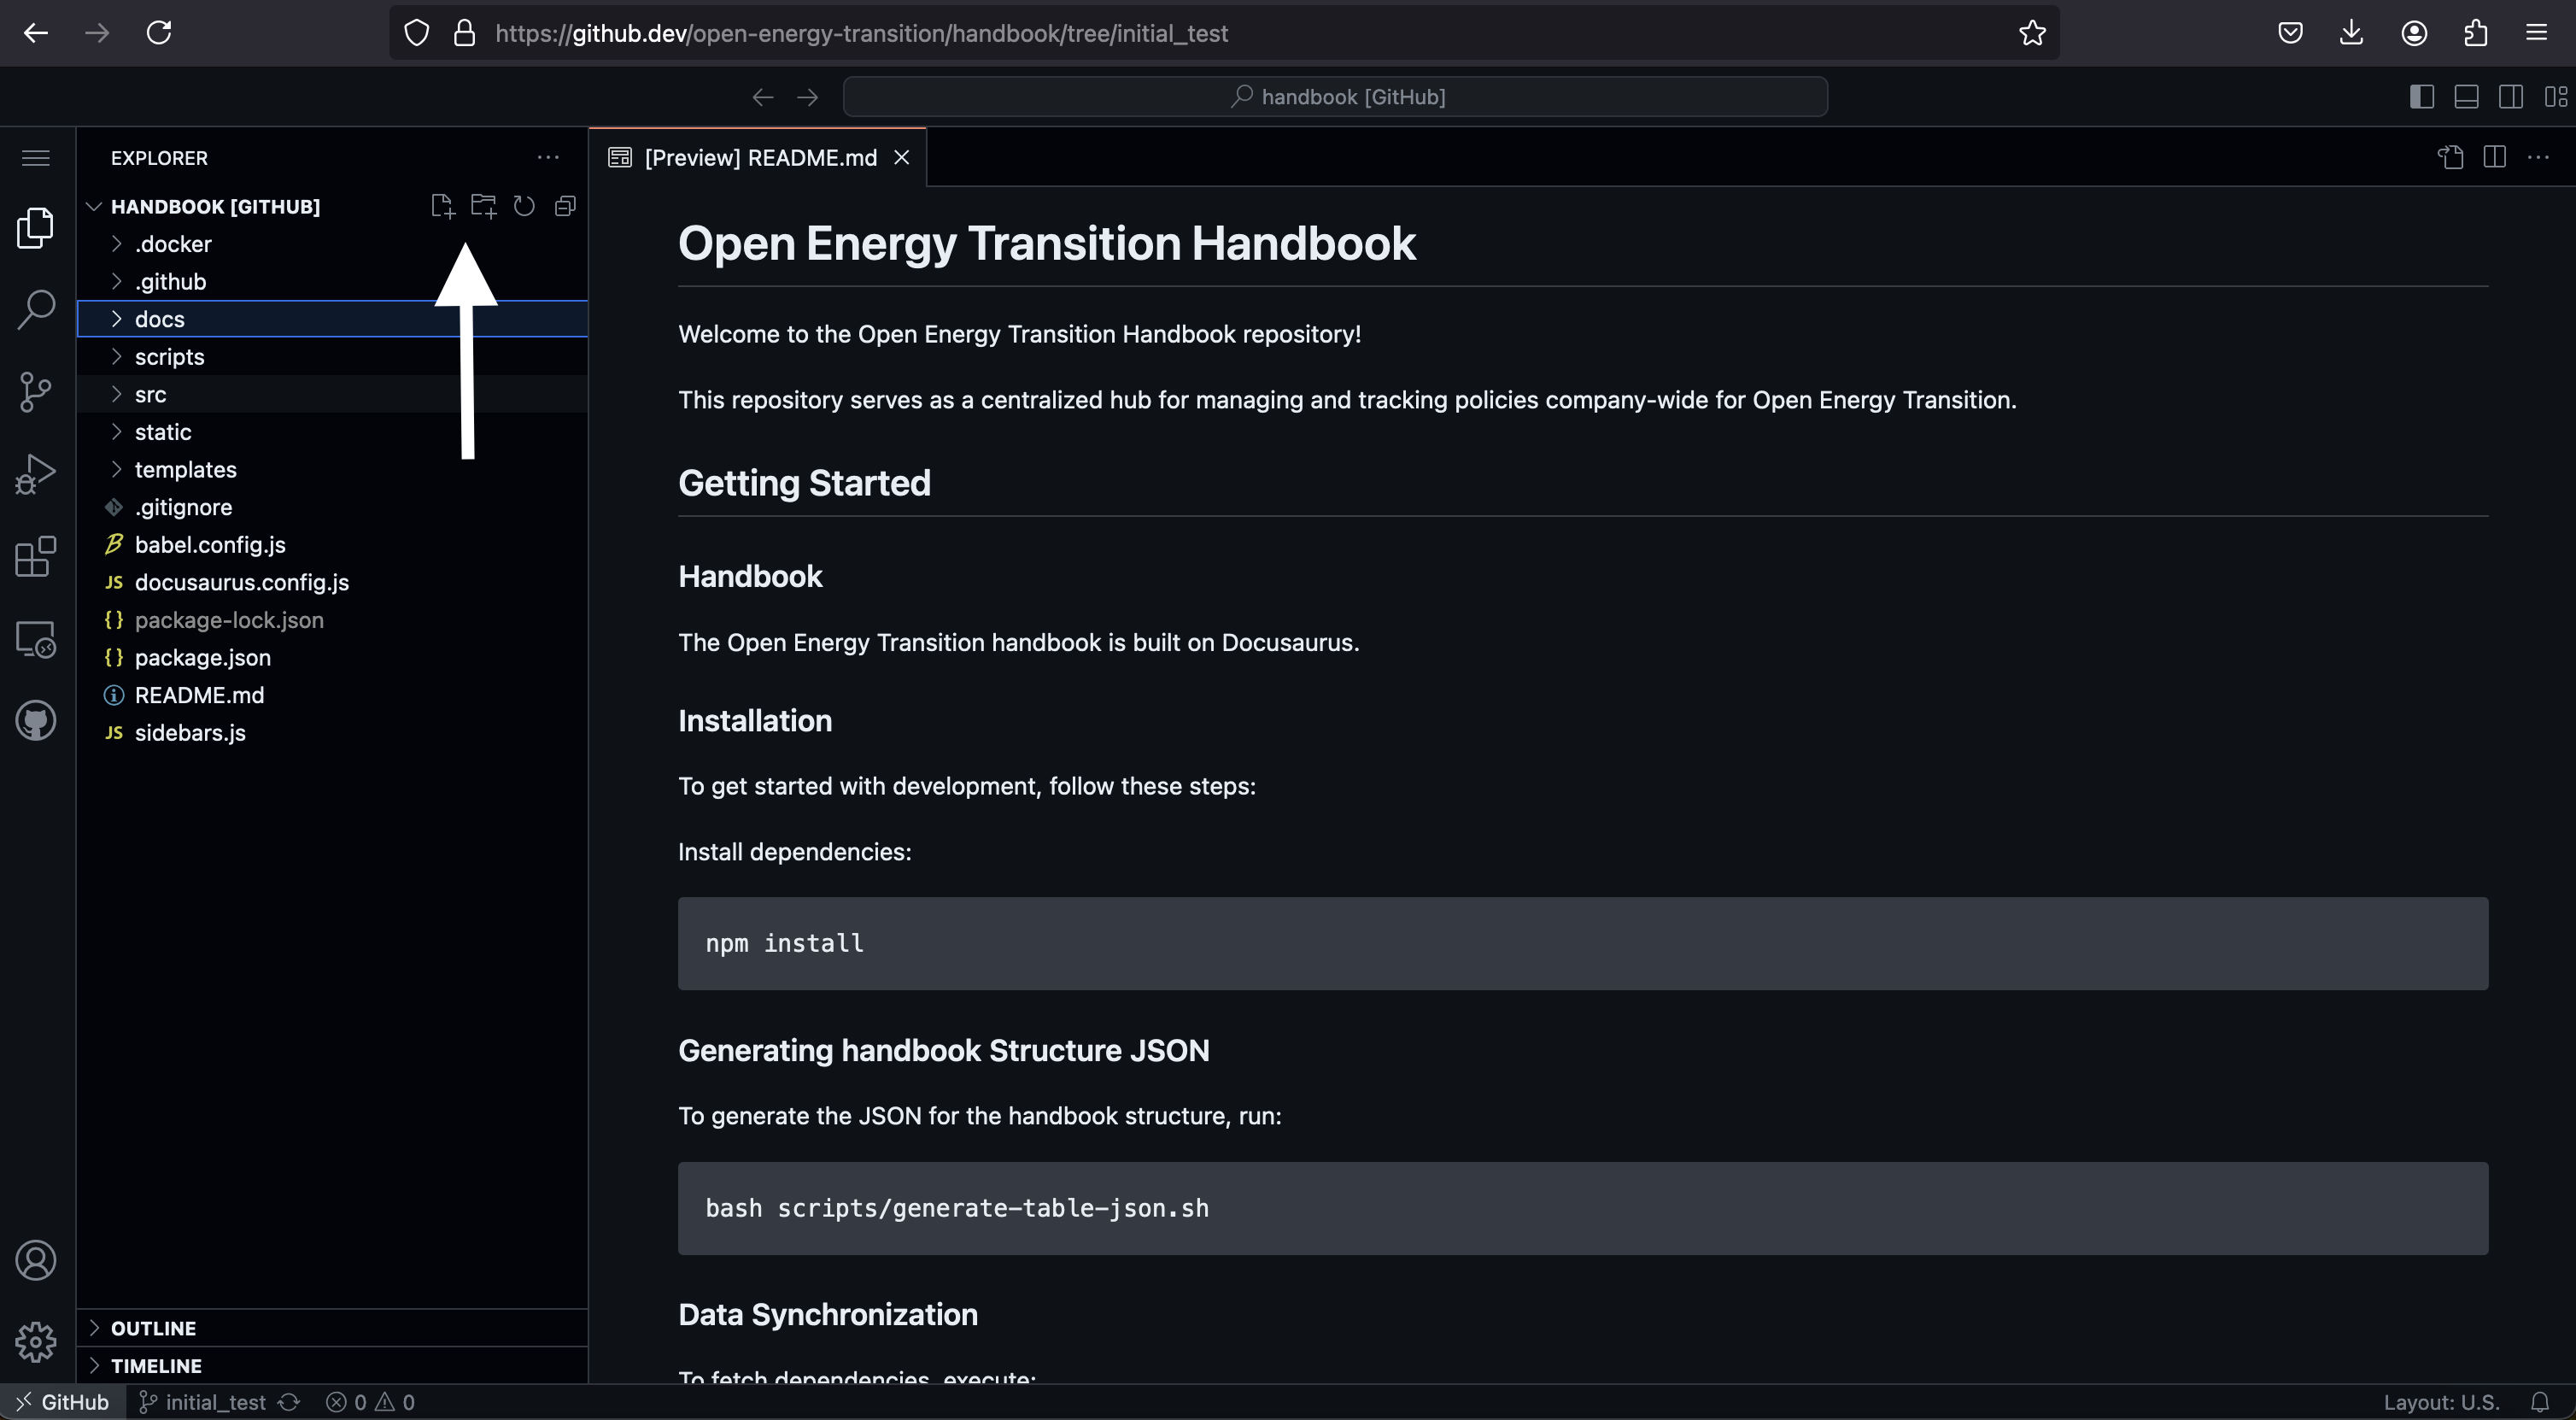 https://github.dev/open-energy-transition/handbook/tree/initial_test
handbook [GitHub]
EXPLORER
HANDBOOK [GITHUB]
.docker
.github
docs
scripts
src
static
templates
.gitignore
babel.config.js
JS docusaurus.config.js
{} package-lock.json
{} package.json
README.md
JS sidebars.js
OUTLINE
TIMELINE
[Preview] README.md
Open Energy Transition Handbook
Welcome to the Open Energy Transition Handbook repository!
This repository serves as a centralized hub for managing and tracking policies company-wide for Open Energy Transition.
Getting Started
Handbook
The Open Energy Transition handbook is built on Docusaurus.
Installation
To get started with development, follow these steps:
Install dependencies:
npm install
Generating handbook Structure JSON
To generate the JSON for the handbook structure, run:
bash scripts/generate-table-json.sh
Data Synchronization
To fetch dependencies, execute:
GitHub initial_test 0 0 Layout: U.S.